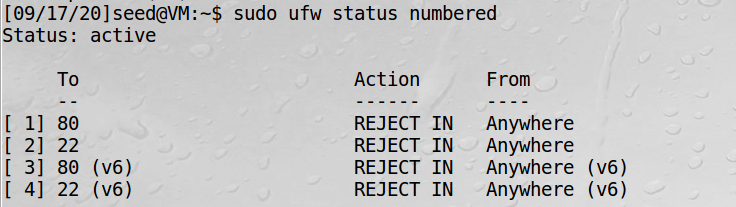 [09/17/20]seed@VM:~$ sudo ufw status numbered
Status: active
     To                         Action      From
     --                         ------      ----
[ 1] 80                         REJECT IN   Anywhere
[ 2] 22                         REJECT IN   Anywhere
[ 3] 80 (v6)                    REJECT IN   Anywhere (v6)
[ 4] 22 (v6)                    REJECT IN   Anywhere (v6)